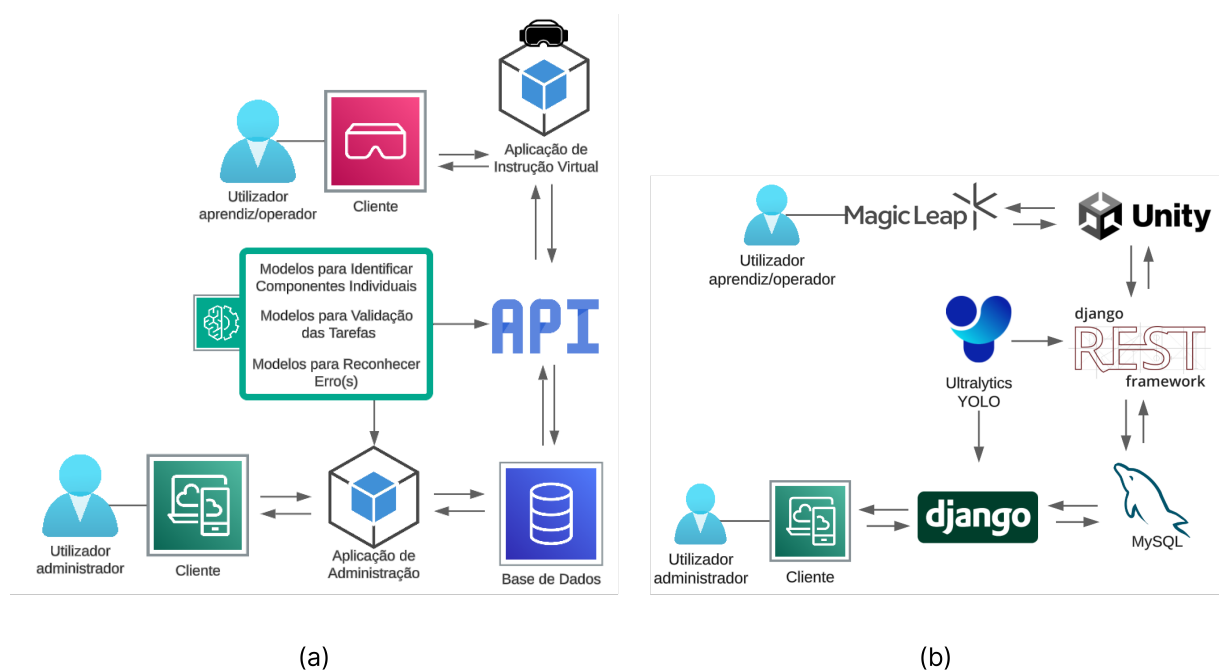 Aplicação de
Instrução Virtual
Utilizador
aprendiz/operador
Cliente
Modelos para Identificar
Componentes Individuais
Modelos para Validação
das Tarefas
Modelos para Reconhecer
Erro(s)
API
Utilizador
administrador
Cliente
Aplicação de
Administração
Base de Dados
(a)
Utilizador
aprendiz/operador
Magic Leap
Unity
Ultralytics
YOLO
django
REST
framework
Utilizador
administrador
Cliente
django
MySQL
(b)